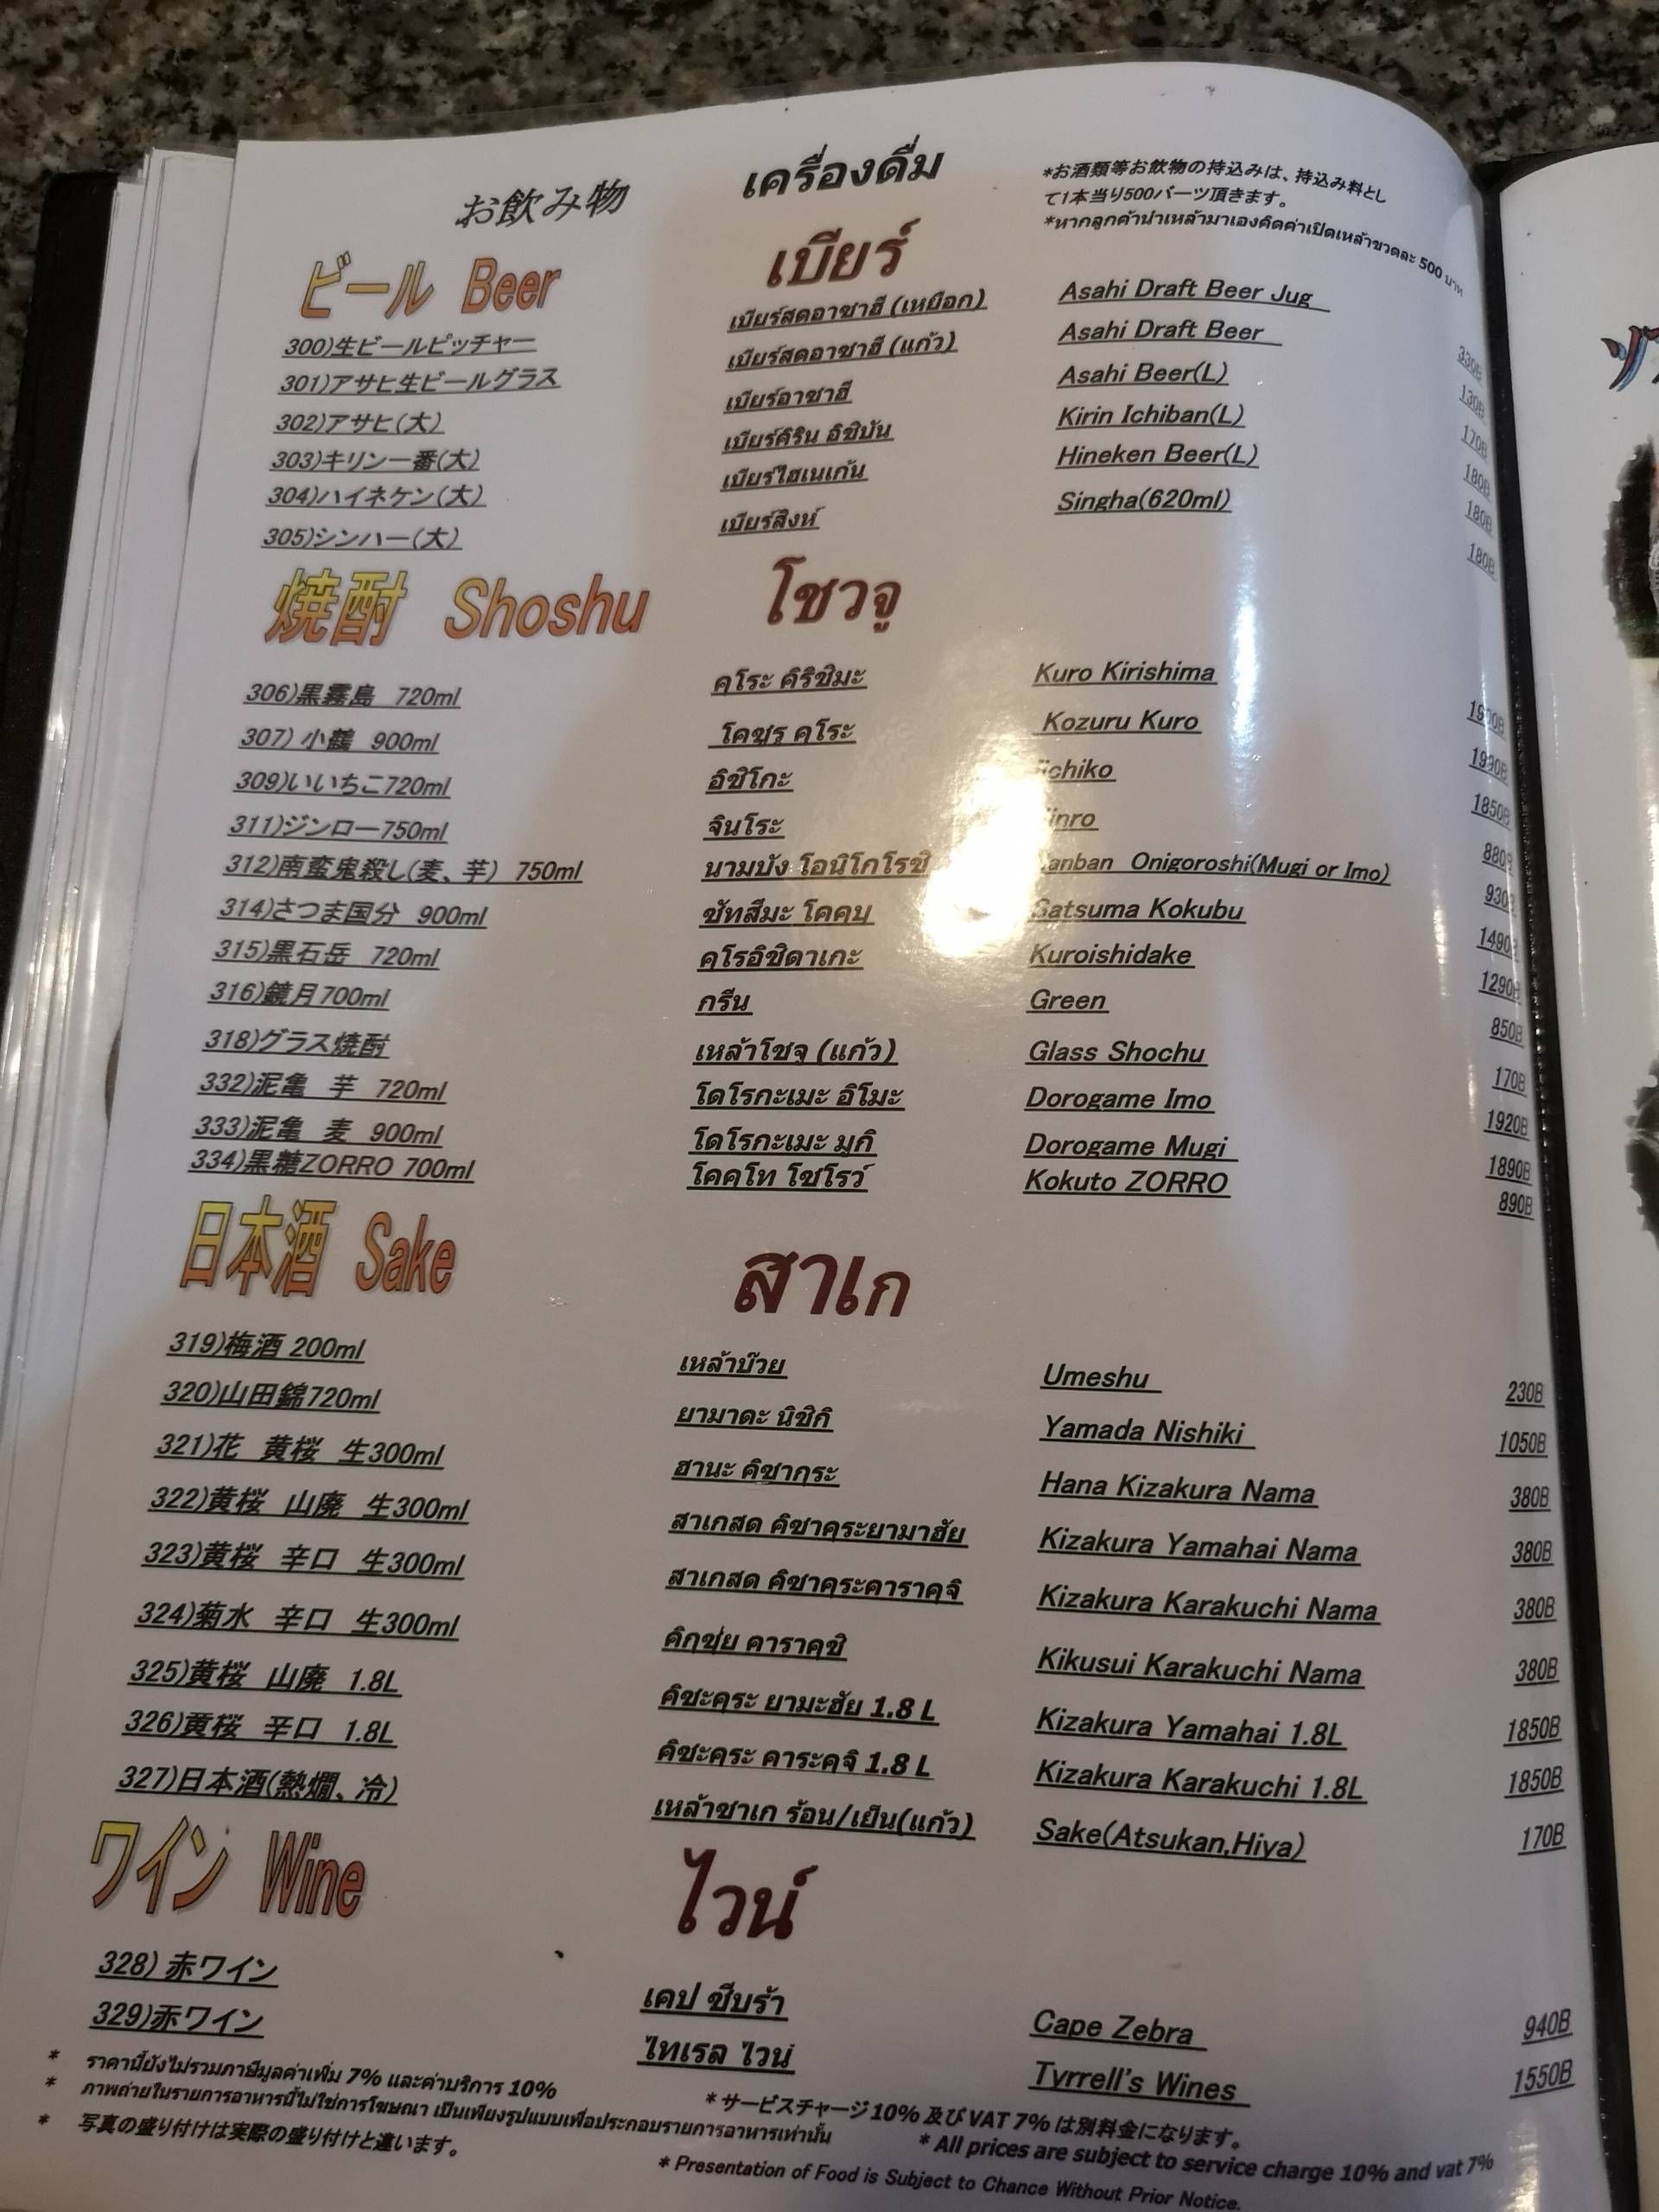 お飲み物 เครื่องดื่ม
*お酒類等お飲物の持込みは、持込み料とし
て1本当り500バーツ頂きます。
*หากลูกค้านำเหล้ามาเองคิดค่าเปิดเหล้าขวดละ 500 บาท
ビール Beer เบียร์
300)生ビールピッチャー เบียร์สดอาซาฮี (เหยือก) Asahi Draft Beer Jug 330B
301)アサヒ生ビールグラス เบียร์สดอาซาฮี (แก้ว) Asahi Draft Beer 130B
302)アサヒ(大) เบียร์อาซาฮี Asahi Beer(L) 170B
303)キリン一番(大) เบียร์คิริน อิชิบัน Kirin Ichiban(L) 180B
304)ハイネケン(大) เบียร์ไฮเนเก้น Hineken Beer(L) 180B
305)シンハー(大) เบียร์สิงห์ Singha(620ml) 180B
焼酎 Shoshu โชวจู
306)黒霧島 720ml คุโระ คิริชิมะ Kuro Kirishima
307) 小鶴 900ml โคซุรุ คุโระ Kozuru Kuro 1990B
309)いいちこ720ml อิชิโกะ iichiko 1850B
311)ジンロー750ml จินโระ Jinro 880B
312)南蛮鬼殺し(麦、芋) 750ml นามบัง โอนิโกโรชิ Nanban Onigoroshi(Mugi or Imo) 930B
314)さつま国分 900ml ซัทสึมะ โคคุบุ Satsuma Kokubu 1490B
315)黒石岳 720ml คุโรอิชิดาเกะ Kuroishidake 1290B
316)鏡月700ml กรีน Green 850B
318)グラス焼酎 เหล้าโชจู (แก้ว) Glass Shochu 170B
332)泥亀 芋 720ml โดโรกะเมะ อิโมะ Dorogame Imo 1920B
333)泥亀 麦 900ml โดโรกะเมะ มุกิ Dorogame Mugi 1890B
334)黒糖ZORRO 700ml โคคุโท โซโรว์ Kokuto ZORRO 890B
日本酒 Sake สาเก
319)梅酒 200ml เหล้าบ๊วย Umeshu 230B
320)山田錦720ml ยามาดะ นิชิกิ Yamada Nishiki 1050B
321)花 黄桜 生300ml ฮานะ คิซากุระ Hana Kizakura Nama 380B
322)黄桜 山廃 生300ml สาเกสด คิซาคุระยามาฮัย Kizakura Yamahai Nama 380B
323)黄桜 辛口 生300ml สาเกสด คิซาคุระคาราคุจิ Kizakura Karakuchi Nama 380B
324)菊水 辛口 生300ml คิกุซุ่ย คาราคุชิ Kikusui Karakuchi Nama 380B
325)黄桜 山廃 1.8L คิซะคุระ ยามะฮัย 1.8 L Kizakura Yamahai 1.8L 1850B
326)黄桜 辛口 1.8L คิซะคุระ คาระคุจิ 1.8 L Kizakura Karakuchi 1.8L 1850B
327)日本酒(熱燗、冷) เหล้าซาเก ร้อน/เย็น(แก้ว) Sake(Atsukan,Hiya) 170B
ワイン Wine ไวน์
328) 赤ワイン เคป ซีบร้า Cape Zebra 940B
329)赤ワイン ไทเรล ไวน์ Tyrrell's Wines 1550B
* ราคานี้ยังไม่รวมภาษีมูลค่าเพิ่ม 7% และค่าบริการ 10%
* ภาพถ่ายในรายการอาหารนี้ไม่ใช่การโฆษณา เป็นเพียงรูปแบบเพื่อประกอบรายการอาหารเท่านั้น
* 写真の盛り付けは実際の盛り付けと違います。
*サービスチャージ10% 及び VAT 7% は別料金になります。
* All prices are subject to service charge 10% and vat 7%
* Presentation of Food is Subject to Chance Without Prior Notice.